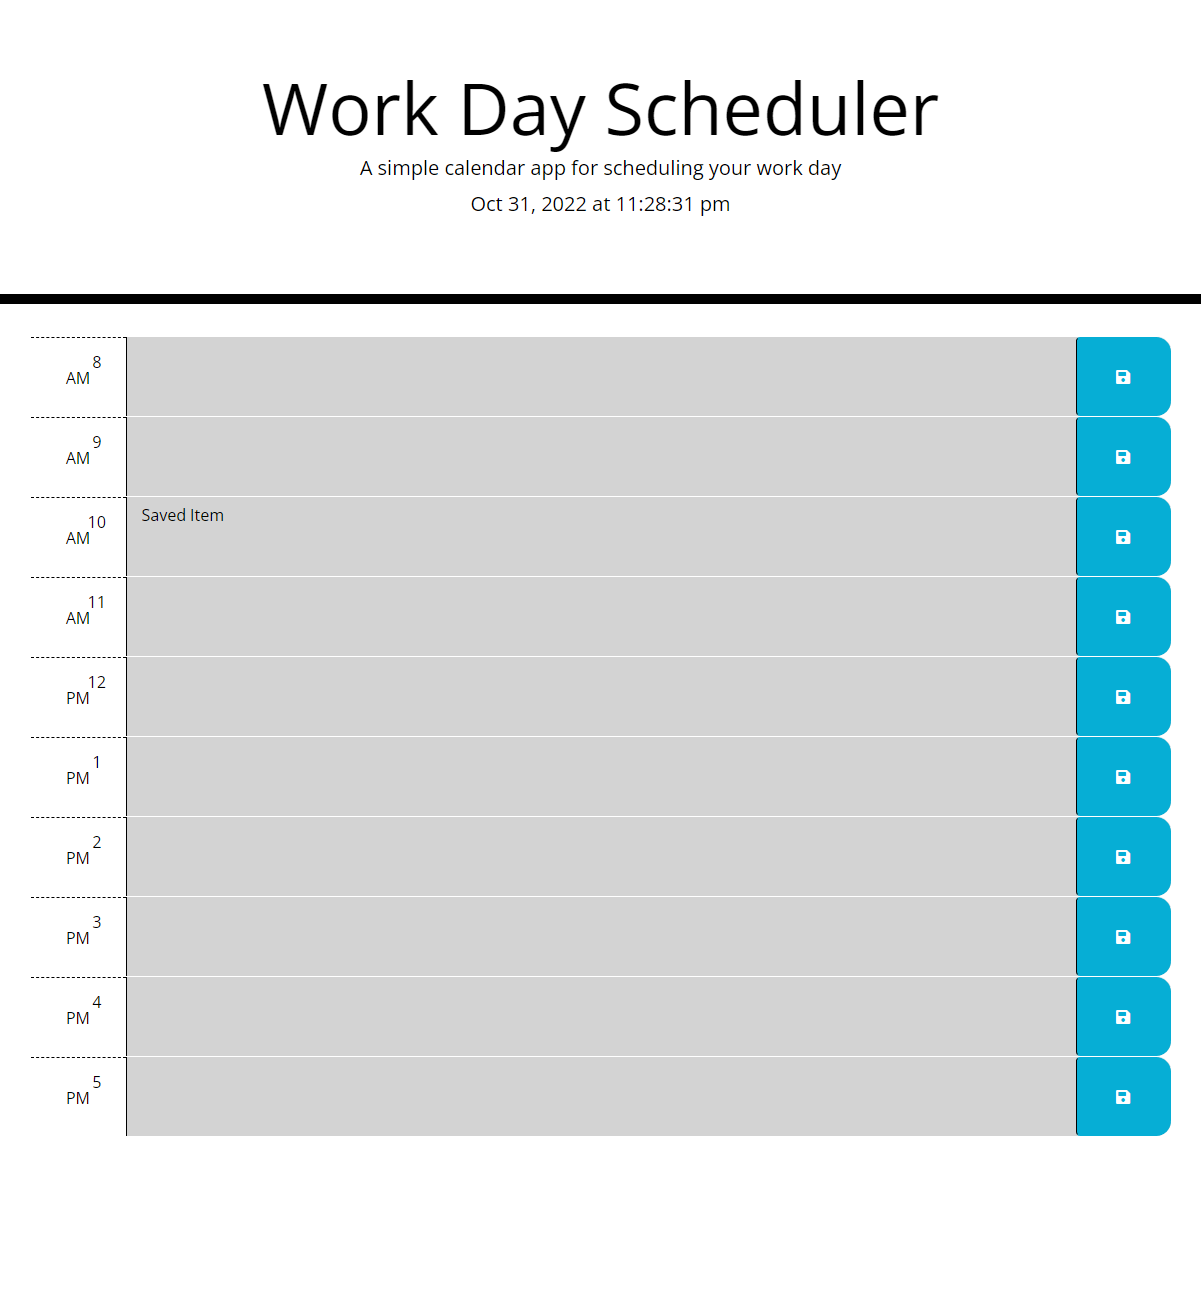 Work Day Scheduler
A simple calendar app for scheduling your work day
Oct 31, 2022 at 11:28:31 pm
8
AM
9
AM
10
AM
Saved Item
11
AM
12
PM
1
PM
2
PM
3
PM
4
PM
5
PM